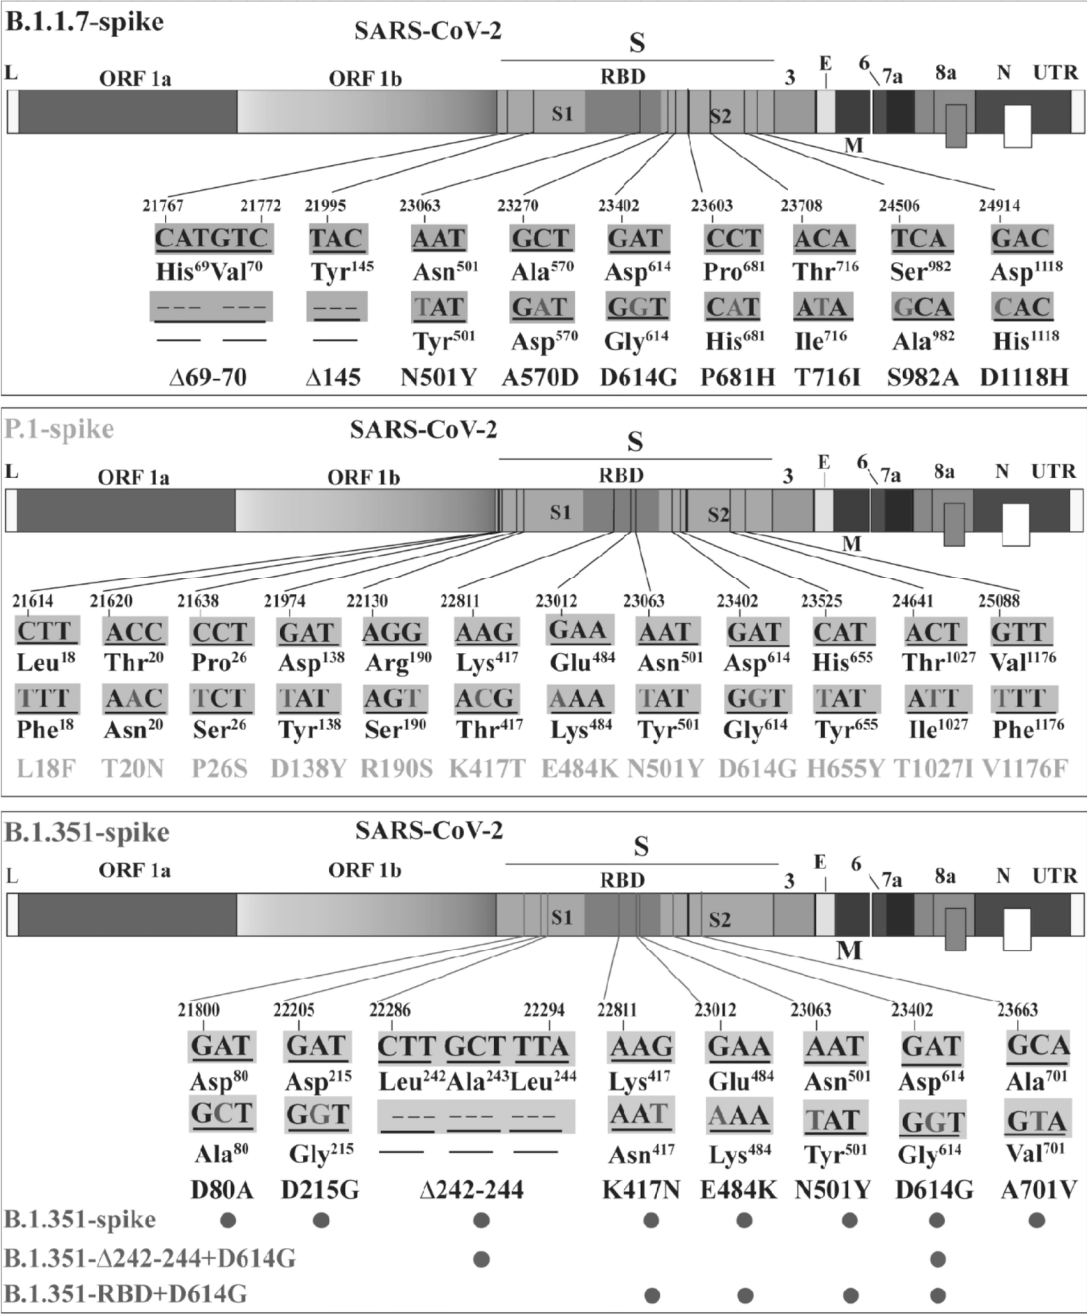 B.1.1.7-spike
SARS-CoV-2
S
L ORF 1a ORF 1b RBD 3 E 6 7a 8a N UTR
S1 S2
M
21767 21772 21995 23063 23270 23402 23603 23708 24506 24914
CATGTC TAC AAT GCT GAT CCT ACA TCA GAC
His⁶⁹Val⁷⁰ Tyr¹⁴⁵ Asn⁵⁰¹ Ala⁵⁷⁰ Asp⁶¹⁴ Pro⁶⁸¹ Thr⁷¹⁶ Ser⁹⁸² Asp¹¹¹⁸
--- --- --- TAT GAT GGT CAT ATA GCA CAC
Tyr⁵⁰¹ Asp⁵⁷⁰ Gly⁶¹⁴ His⁶⁸¹ Ile⁷¹⁶ Ala⁹⁸² His¹¹¹⁸
Δ69-70 Δ145 N501Y A570D D614G P681H T716I S982A D1118H
P.1-spike
SARS-CoV-2
S
L ORF 1a ORF 1b RBD 3 E 6 7a 8a N UTR
S1 S2
M
21614 21620 21638 21974 22130 22811 23012 23063 23402 23525 24641 25088
CTT ACC CCT GAT AGG AAG GAA AAT GAT CAT ACT GTT
Leu¹⁸ Thr²⁰ Pro²⁶ Asp¹³⁸ Arg¹⁹⁰ Lys⁴¹⁷ Glu⁴⁸⁴ Asn⁵⁰¹ Asp⁶¹⁴ His⁶⁵⁵ Thr¹⁰²⁷ Val¹¹⁷⁶
TTT AAC TCT TAT AGT ACG AAA TAT GGT TAT ATT TTT
Phe¹⁸ Asn²⁰ Ser²⁶ Tyr¹³⁸ Ser¹⁹⁰ Thr⁴¹⁷ Lys⁴⁸⁴ Tyr⁵⁰¹ Gly⁶¹⁴ Tyr⁶⁵⁵ Ile¹⁰²⁷ Phe¹¹⁷⁶
L18F T20N P26S D138Y R190S K417T E484K N501Y D614G H655Y T1027I V1176F
B.1.351-spike
SARS-CoV-2
S
L ORF 1a ORF 1b RBD 3 E 6 7a 8a N UTR
S1 S2
M
21800 22205 22286 22294 22811 23012 23063 23402 23663
GAT GAT CTT GCT TTA AAG GAA AAT GAT GCA
Asp⁸⁰ Asp²¹⁵ Leu²⁴²Ala²⁴³Leu²⁴⁴ Lys⁴¹⁷ Glu⁴⁸⁴ Asn⁵⁰¹ Asp⁶¹⁴ Ala⁷⁰¹
GCT GGT --- --- --- AAT AAA TAT GGT GTA
Ala⁸⁰ Gly²¹⁵ Asn⁴¹⁷ Lys⁴⁸⁴ Tyr⁵⁰¹ Gly⁶¹⁴ Val⁷⁰¹
D80A D215G Δ242-244 K417N E484K N501Y D614G A701V
B.1.351-spike
B.1.351-Δ242-244+D614G
B.1.351-RBD+D614G